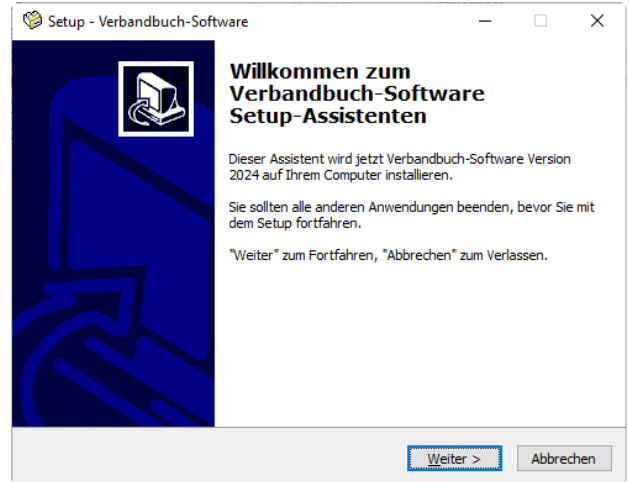 Setup - Verbandbuch-Software
Willkommen zum
Verbandbuch-Software
Setup-Assistenten
Dieser Assistent wird jetzt Verbandbuch-Software Version
2024 auf Ihrem Computer installieren.
Sie sollten alle anderen Anwendungen beenden, bevor Sie mit
dem Setup fortfahren.
"Weiter" zum Fortfahren, "Abbrechen" zum Verlassen.
Weiter >
Abbrechen